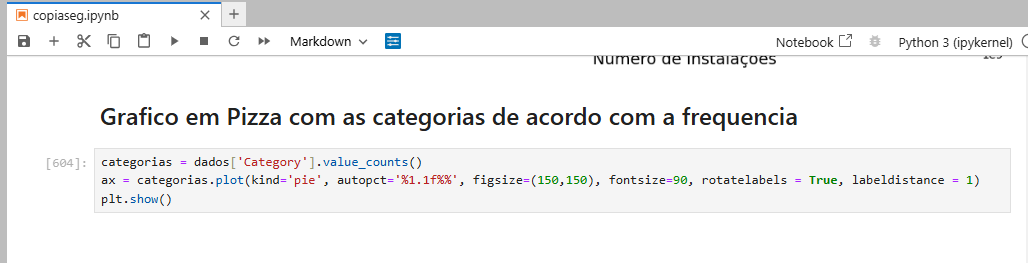 copiaseg.ipynb
Markdown
Notebook
Python 3 (ipykernel)
Numero de Instalações
1e9
Grafico em Pizza com as categorias de acordo com a frequencia
[604]:
categorias = dados['Category'].value_counts()
ax = categorias.plot(kind='pie', autopct='%1.1f%%', figsize=(150,150), fontsize=90, rotatelabels = True, labeldistance = 1)
plt.show()